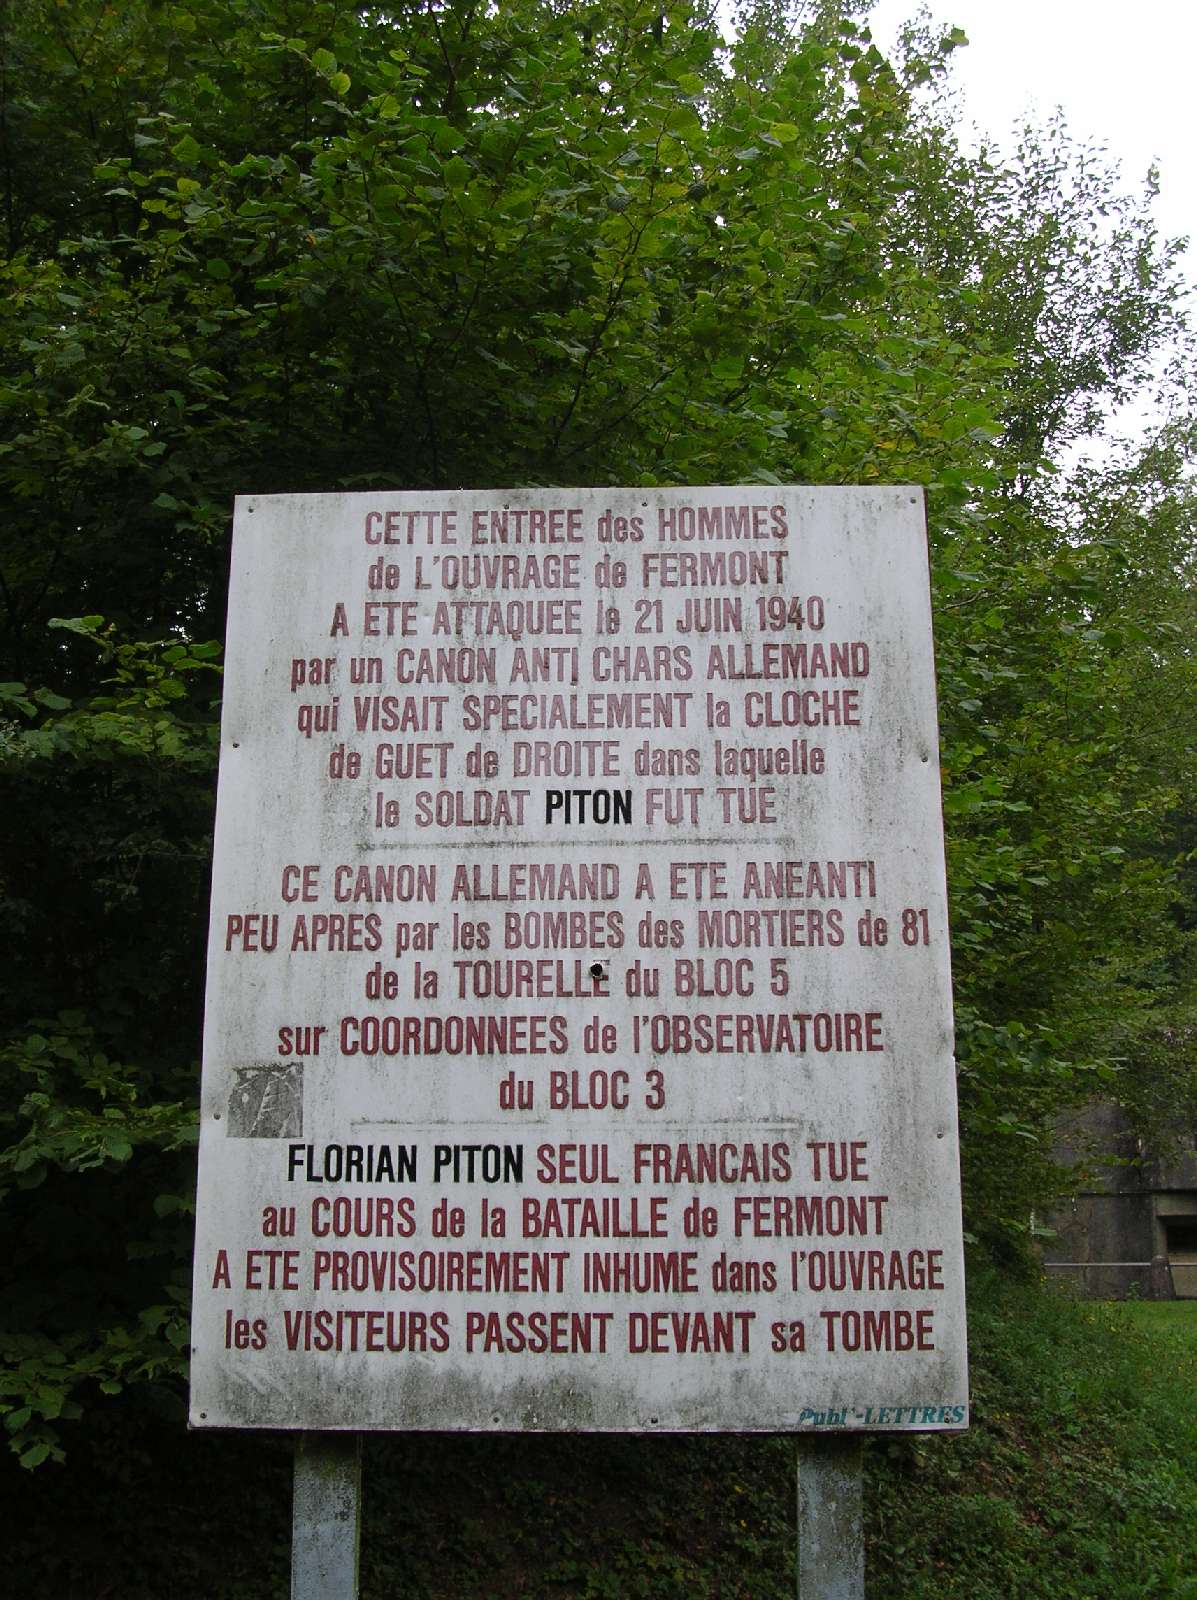 CETTE ENTREE des HOMMES
de L'OUVRAGE de FERMONT
A ETE ATTAQUEE le 21 JUIN 1940
par un CANON ANTI CHARS ALLEMAND
qui VISAIT SPECIALEMENT la CLOCHE
de GUET de DROITE dans laquelle
le SOLDAT PITON FUT TUE
CE CANON ALLEMAND A ETE ANEANTI
PEU APRES par les BOMBES des MORTIERS de 81
de la TOURELLE du BLOC 5
sur COORDONNEES de l'OBSERVATOIRE
du BLOC 3
FLORIAN PITON SEUL FRANCAIS TUE
au COURS de la BATAILLE de FERMONT
A ETE PROVISOIREMENT INHUME dans l'OUVRAGE
les VISITEURS PASSENT DEVANT sa TOMBE
Publ'-LETTRES